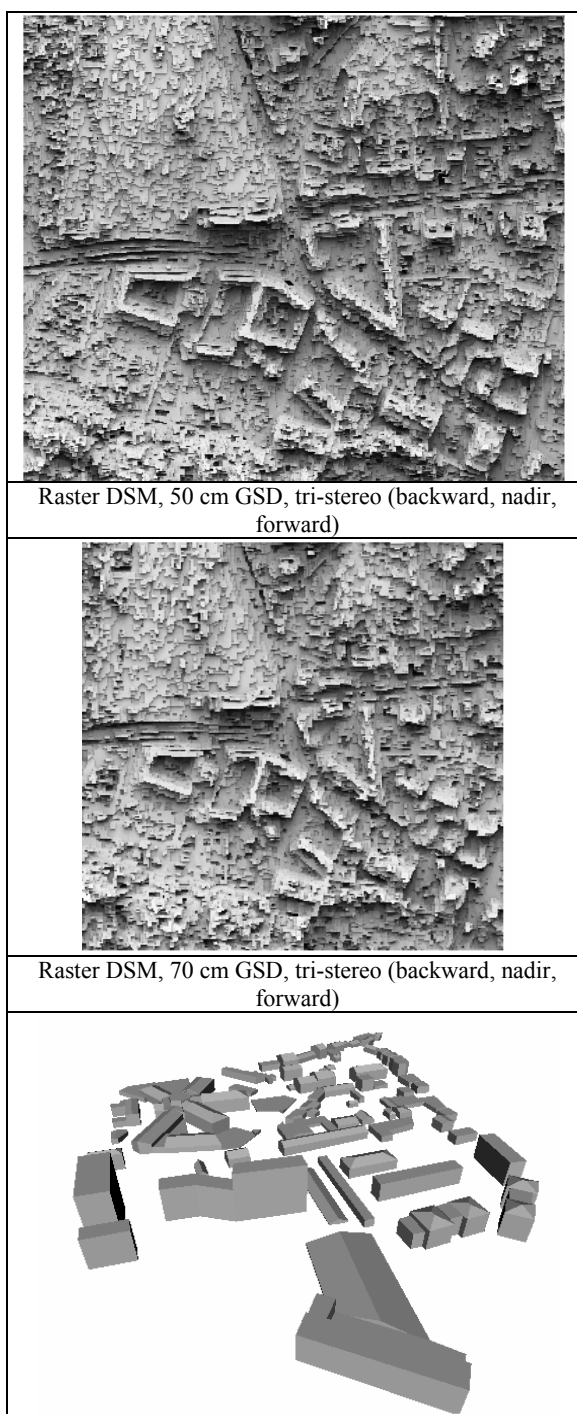 Raster DSM, 50 cm GSD, tri-stereo (backward, nadir,
forward)
Raster DSM, 70 cm GSD, tri-stereo (backward, nadir,
forward)